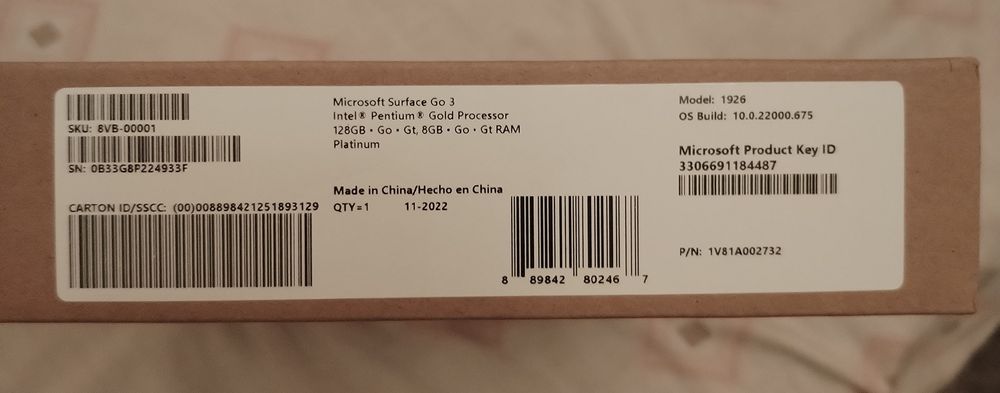 SKU: 8VB-00001
SN: 0B33G8P224933F
CARTON ID/SSCC: (00)008898421251893129
Microsoft Surface Go 3
Intel® Pentium® Gold Processor
128GB • Go • Gt, 8GB • Go • Gt RAM
Platinum
Made in China/Hecho en China
QTY=1 11-2022
8 89842 80246 7
Model: 1926
OS Build: 10.0.22000.675
Microsoft Product Key ID
3306691184487
P/N: 1V81A002732